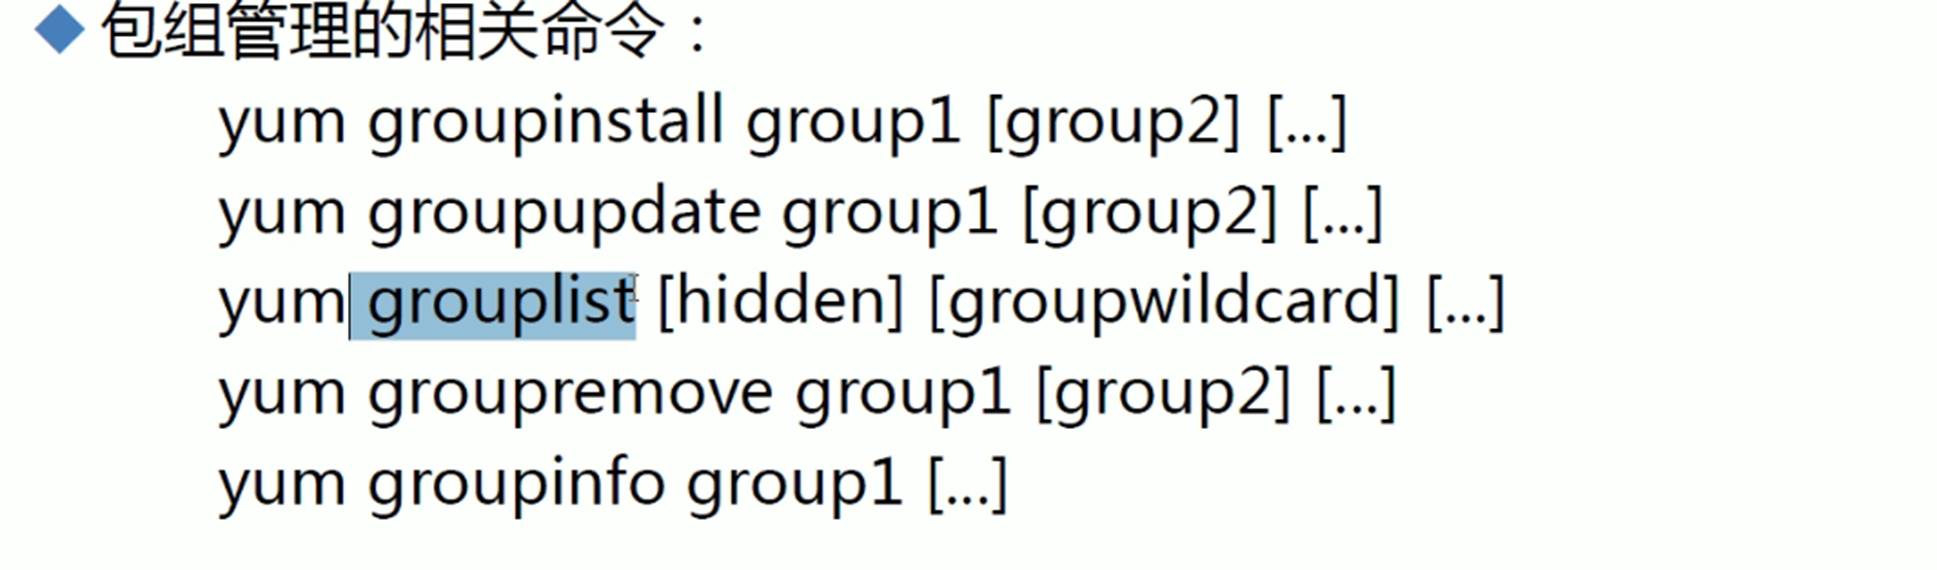 包组管理的相关命令：
yum groupinstall group1 [group2] [...]
yum groupupdate group1 [group2] [...]
yum grouplist [hidden] [groupwildcard] [...]
yum groupremove group1 [group2] [...]
yum groupinfo group1 [...]